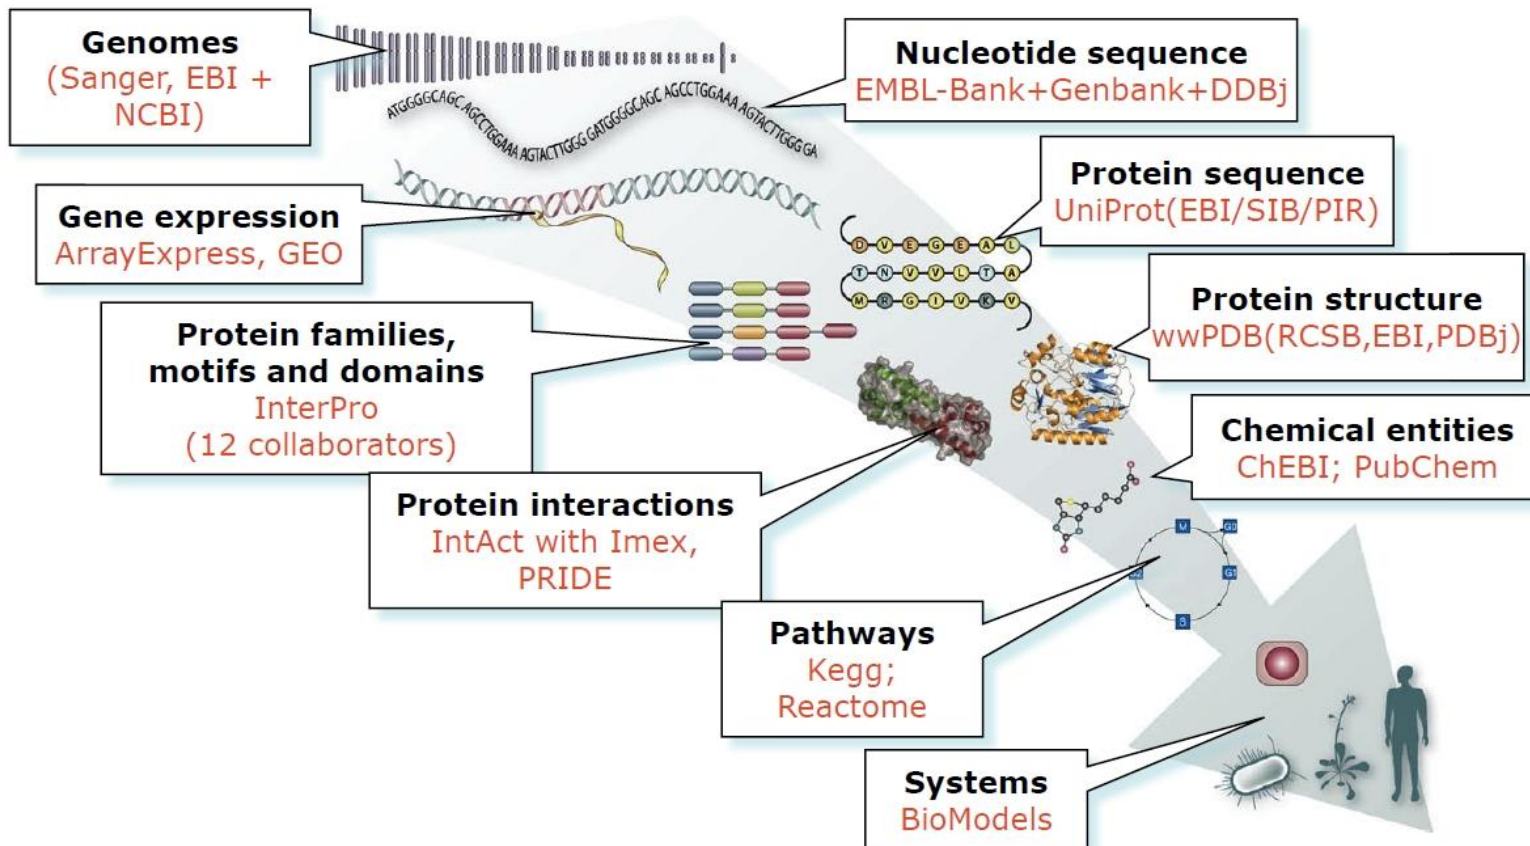 Genomes
(Sanger, EBI +
NCBI)
Nucleotide sequence
EMBL-Bank+Genbank+DDBj
ATGGGGCAGC AGCCTGGAAA AGTACTTGGG GATGGGGCAGC AGCCTGGAAA AGTACTTGGG GA
Protein sequence
UniProt(EBI/SIB/PIR)
Gene expression
ArrayExpress, GEO
D V E G E A L
T N V V L T A
M R G I V K V
Protein structure
wwPDB(RCSB,EBI,PDBj)
Protein families,
motifs and domains
InterPro
(12 collaborators)
Chemical entities
ChEBI; PubChem
Protein interactions
IntAct with Imex,
PRIDE
M
G0
G2
G1
S
Pathways
Kegg;
Reactome
Systems
BioModels